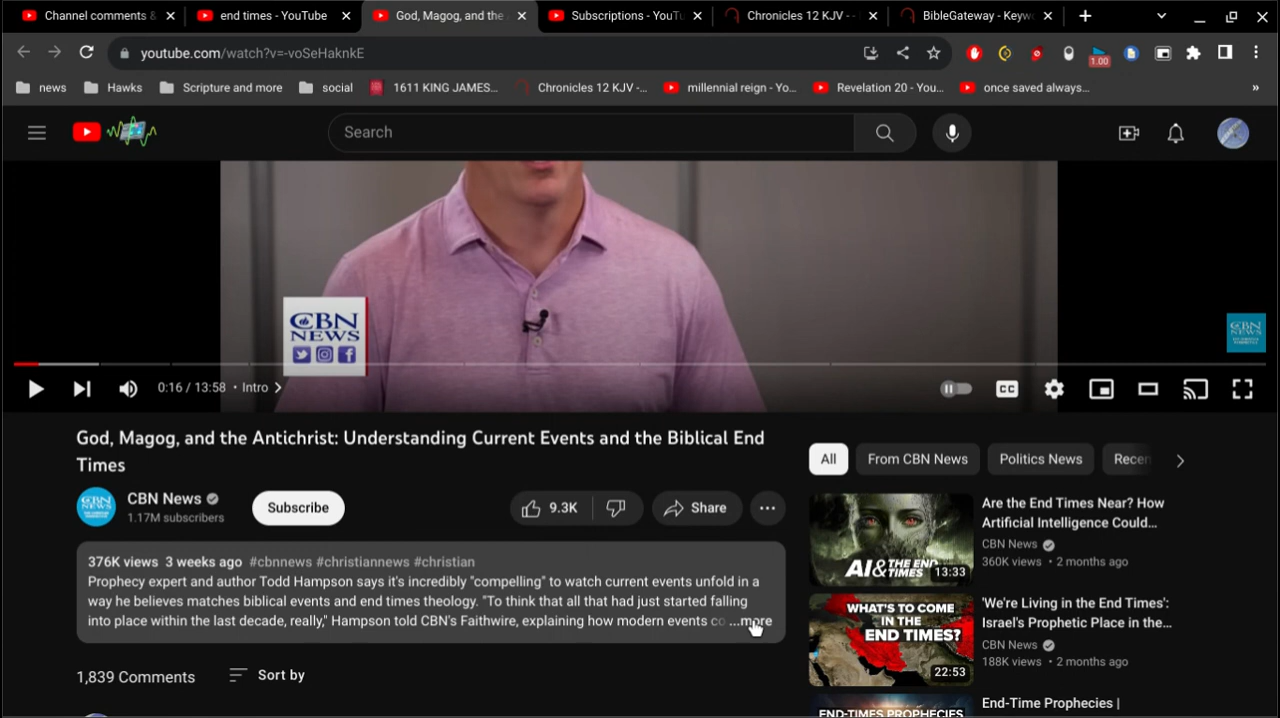 Channel comments &
end times - YouTube
God, Magog, and the
Subscriptions - YouTu
Chronicles 12 KJV - -
BibleGateway - Keyw
youtube.com/watch?v=-voSeHaknkE
1.00
news
Hawks
Scripture and more
social
1611 KING JAMES...
Chronicles 12 KJV -...
millennial reign - Yo...
Revelation 20 - You...
once saved always...
»
Search
CBN
NEWS
CBN
NEWS
0:16 / 13:58 • Intro
CC
God, Magog, and the Antichrist: Understanding Current Events and the Biblical End
Times
CBN
NEWS
CBN News
1.17M subscribers
Subscribe
9.3K
Share
376K views 3 weeks ago #cbnnews #christiannews #christian
Prophecy expert and author Todd Hampson says it's incredibly "compelling" to watch current events unfold in a
way he believes matches biblical events and end times theology. "To think that all that had just started falling
into place within the last decade, really," Hampson told CBN's Faithwire, explaining how modern events co ...more
1,839 Comments
Sort by
All
From CBN News
Politics News
Recen
AI & THE END TIMES
13:33
Are the End Times Near? How
Artificial Intelligence Could...
CBN News
360K views • 2 months ago
WHAT'S TO COME
IN THE
END TIMES?
22:53
'We're Living in the End Times':
Israel's Prophetic Place in the...
CBN News
188K views • 2 months ago
END-TIMES PROPHECIES
End-Time Prophecies |